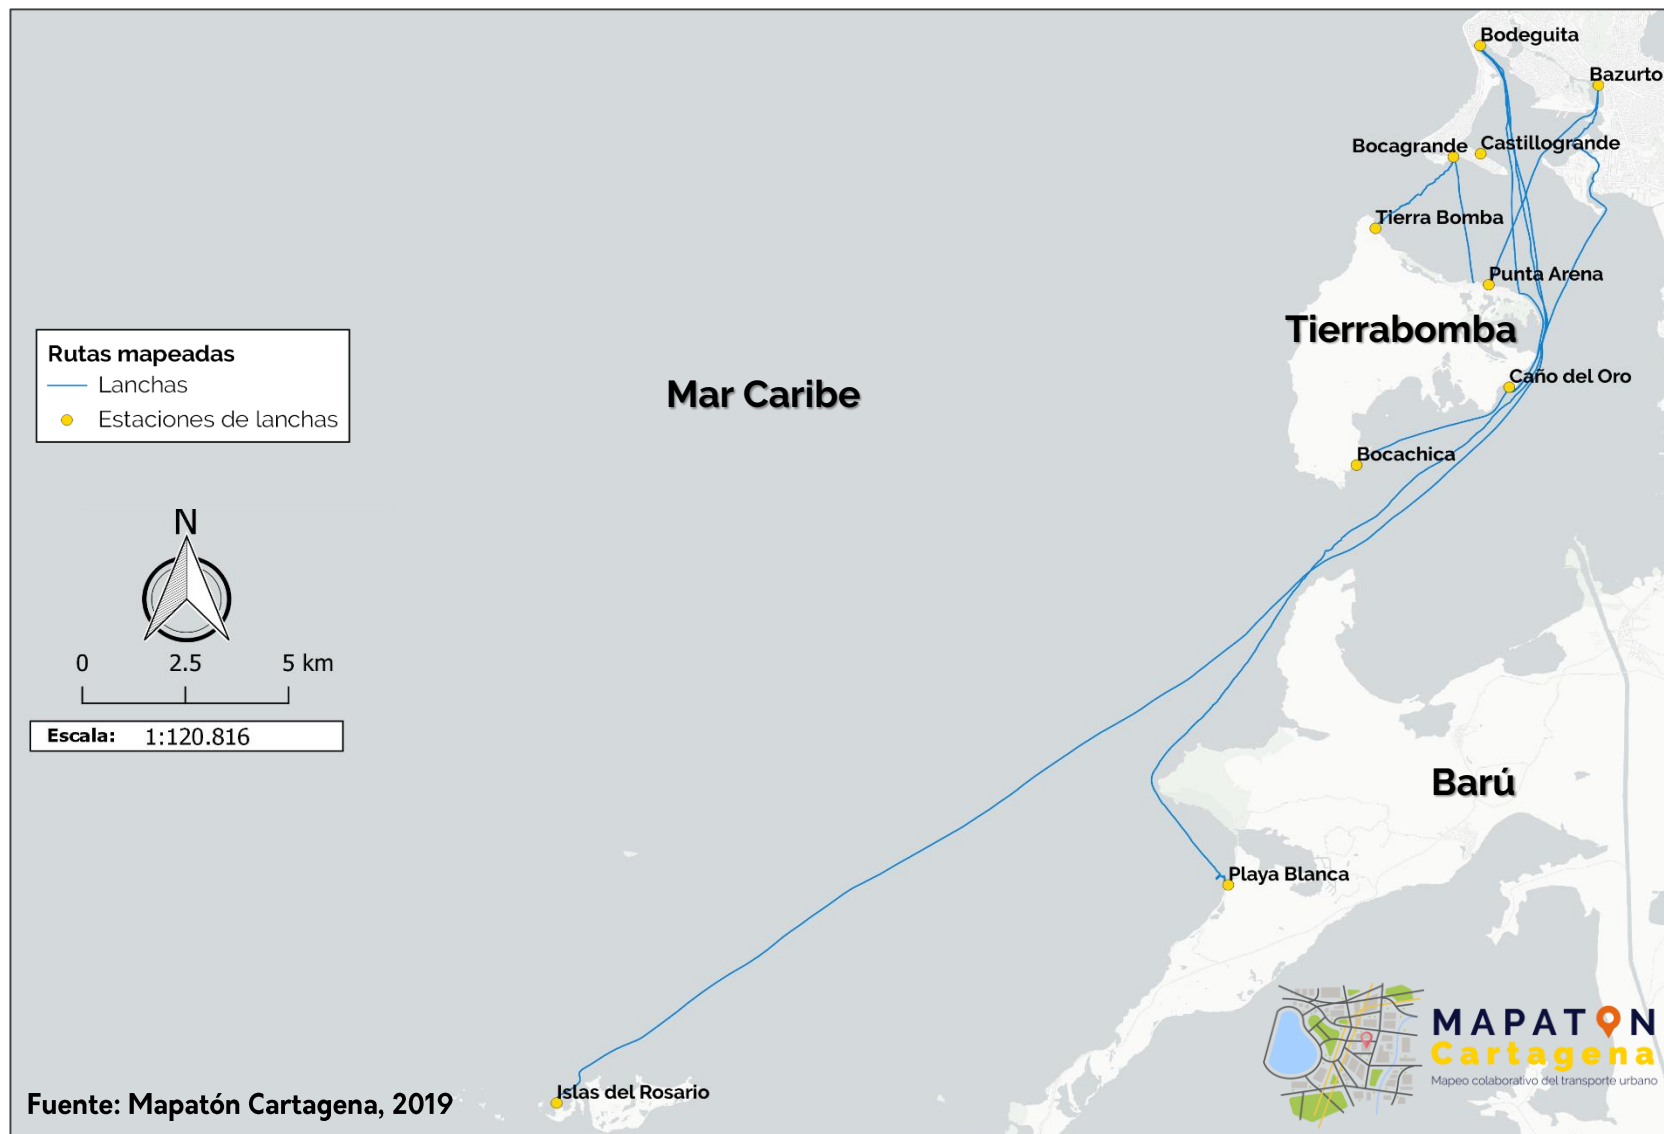 Bodeguita
Bazurto
Bocagrande
Castillogrande
Tierra Bomba
Punta Arena
Tierrabomba
Caño del Oro
Bocachica
Mar Caribe
Rutas mapeadas
Lanchas
Estaciones de lanchas
N
0 2.5 5 km
Escala: 1:120.816
Barú
Playa Blanca
Islas del Rosario
Fuente: Mapatón Cartagena, 2019
MAPATÓN
Cartagena
Mapeo colaborativo del transporte urbano